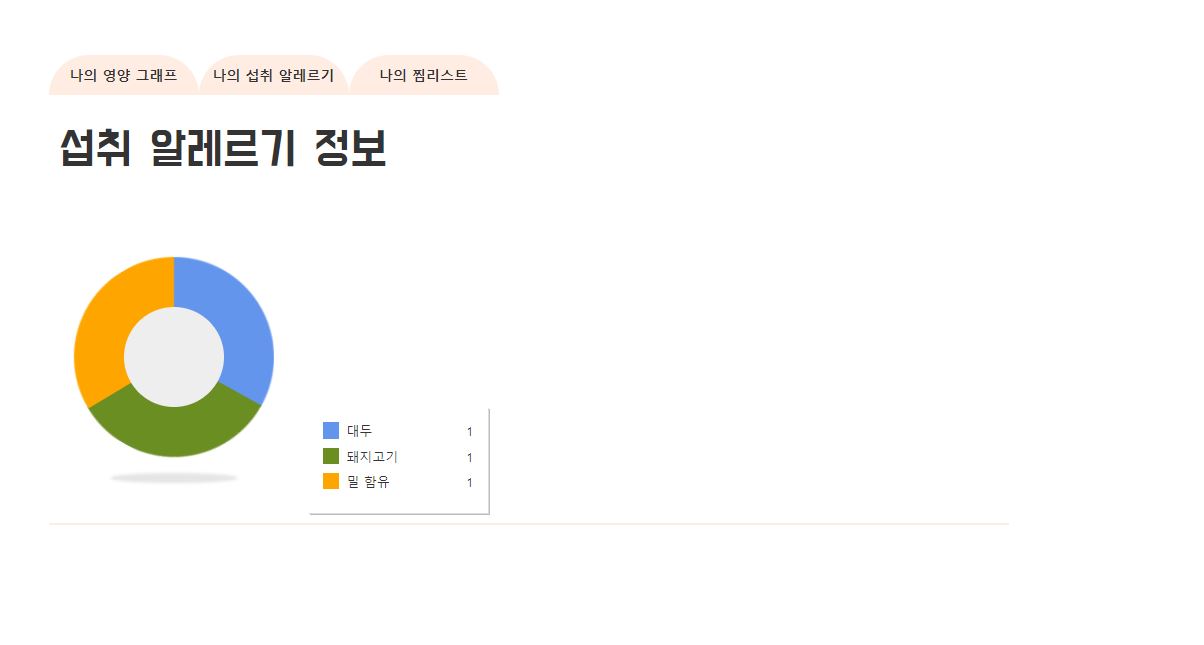 나의 영양 그래프 나의 섭취 알레르기 나의 찜리스트
섭취 알레르기 정보
대두 1
돼지고기 1
밀 함유 1